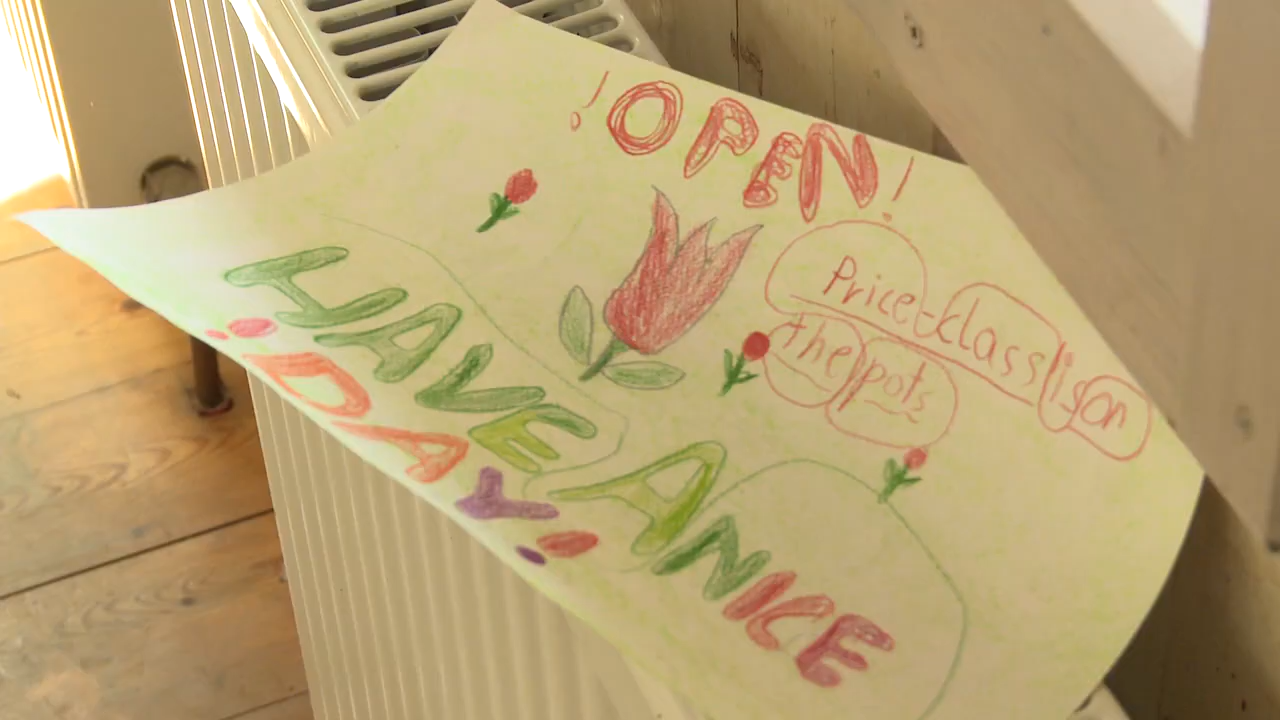 !OPEN!
Price-class is on
the pots
HAVE A NICE
!DAY!